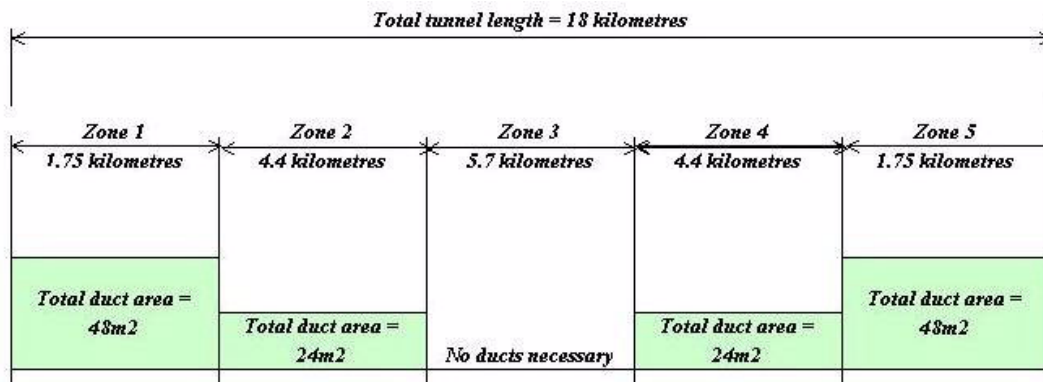 Total tunnel length = 18 kilometres
Zone 1
1.75 kilometres
Zone 2
4.4 kilometres
Zone 3
5.7 kilometres
Zone 4
4.4 kilometres
Zone 5
1.75 kilometres
Total duct area =
48m2
Total duct area =
24m2
No ducts necessary
Total duct area =
24m2
Total duct area =
48m2